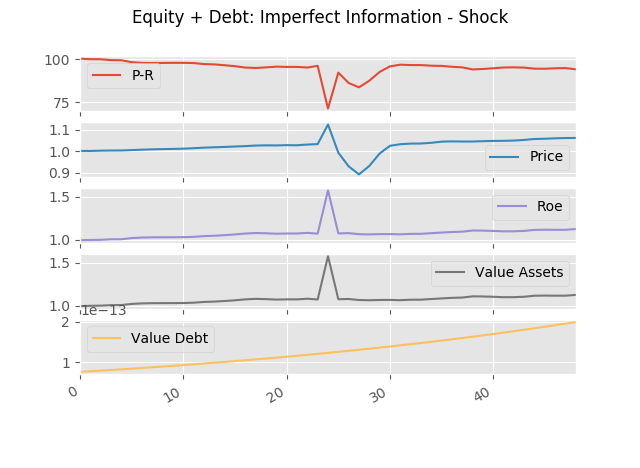 Equity + Debt: Imperfect Information - Shock
100
75
P-R
1.1
1.0
0.9
Price
1.5
1.0
Roe
1.5
1.0
Value Assets
1e−13
2
1
Value Debt
0 10 20 30 40